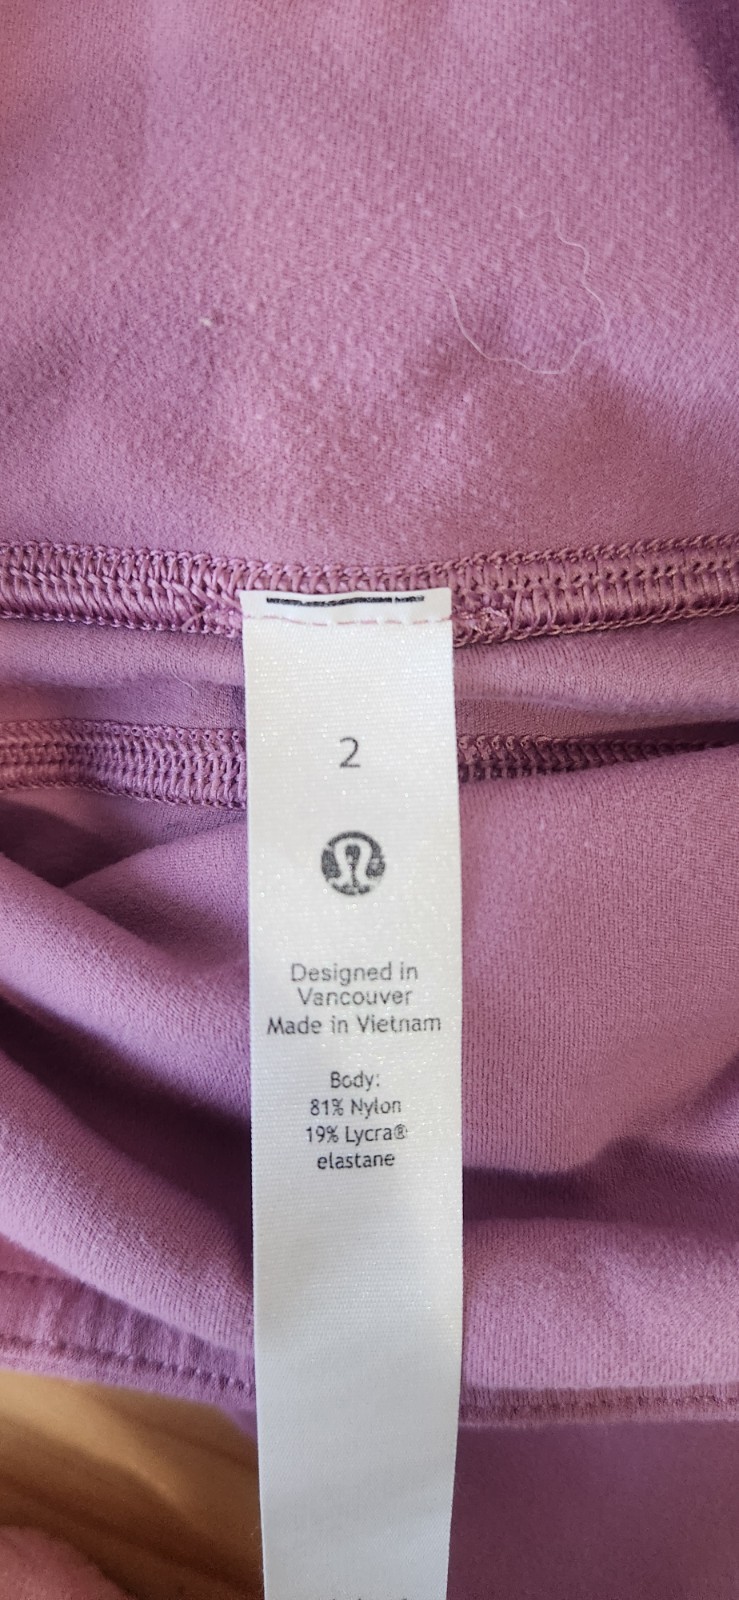 2
Designed in
Vancouver
Made in Vietnam
Body:
81% Nylon
19% Lycra®
elastane